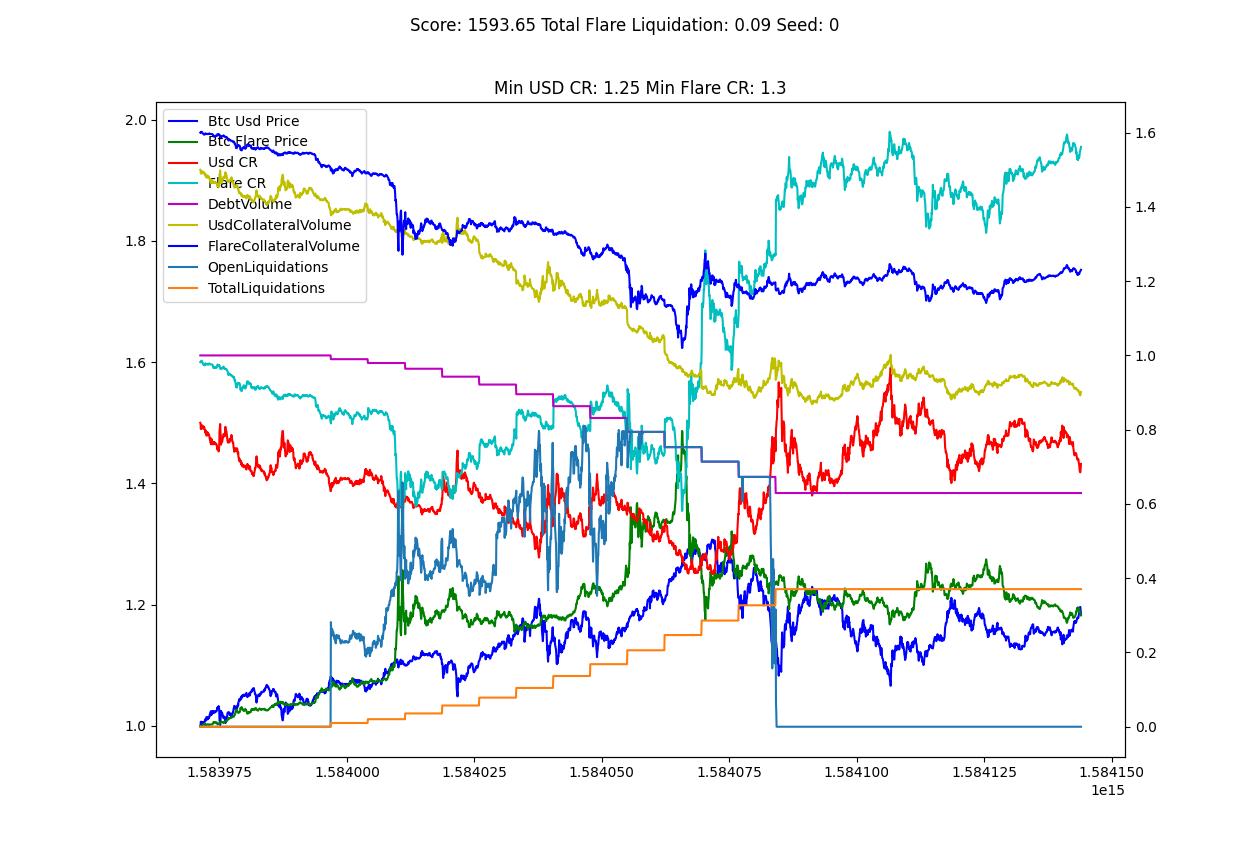 Score: 1593.65 Total Flare Liquidation: 0.09 Seed: 0
Min USD CR: 1.25 Min Flare CR: 1.3
Btc Usd Price
Btc Flare Price
Usd CR
Flare CR
DebtVolume
UsdCollateralVolume
FlareCollateralVolume
OpenLiquidations
TotalLiquidations
2.0
1.8
1.6
1.4
1.2
1.0
1.6
1.4
1.2
1.0
0.8
0.6
0.4
0.2
0.0
1.583975 1.584000 1.584025 1.584050 1.584075 1.584100 1.584125 1.584150
1e15